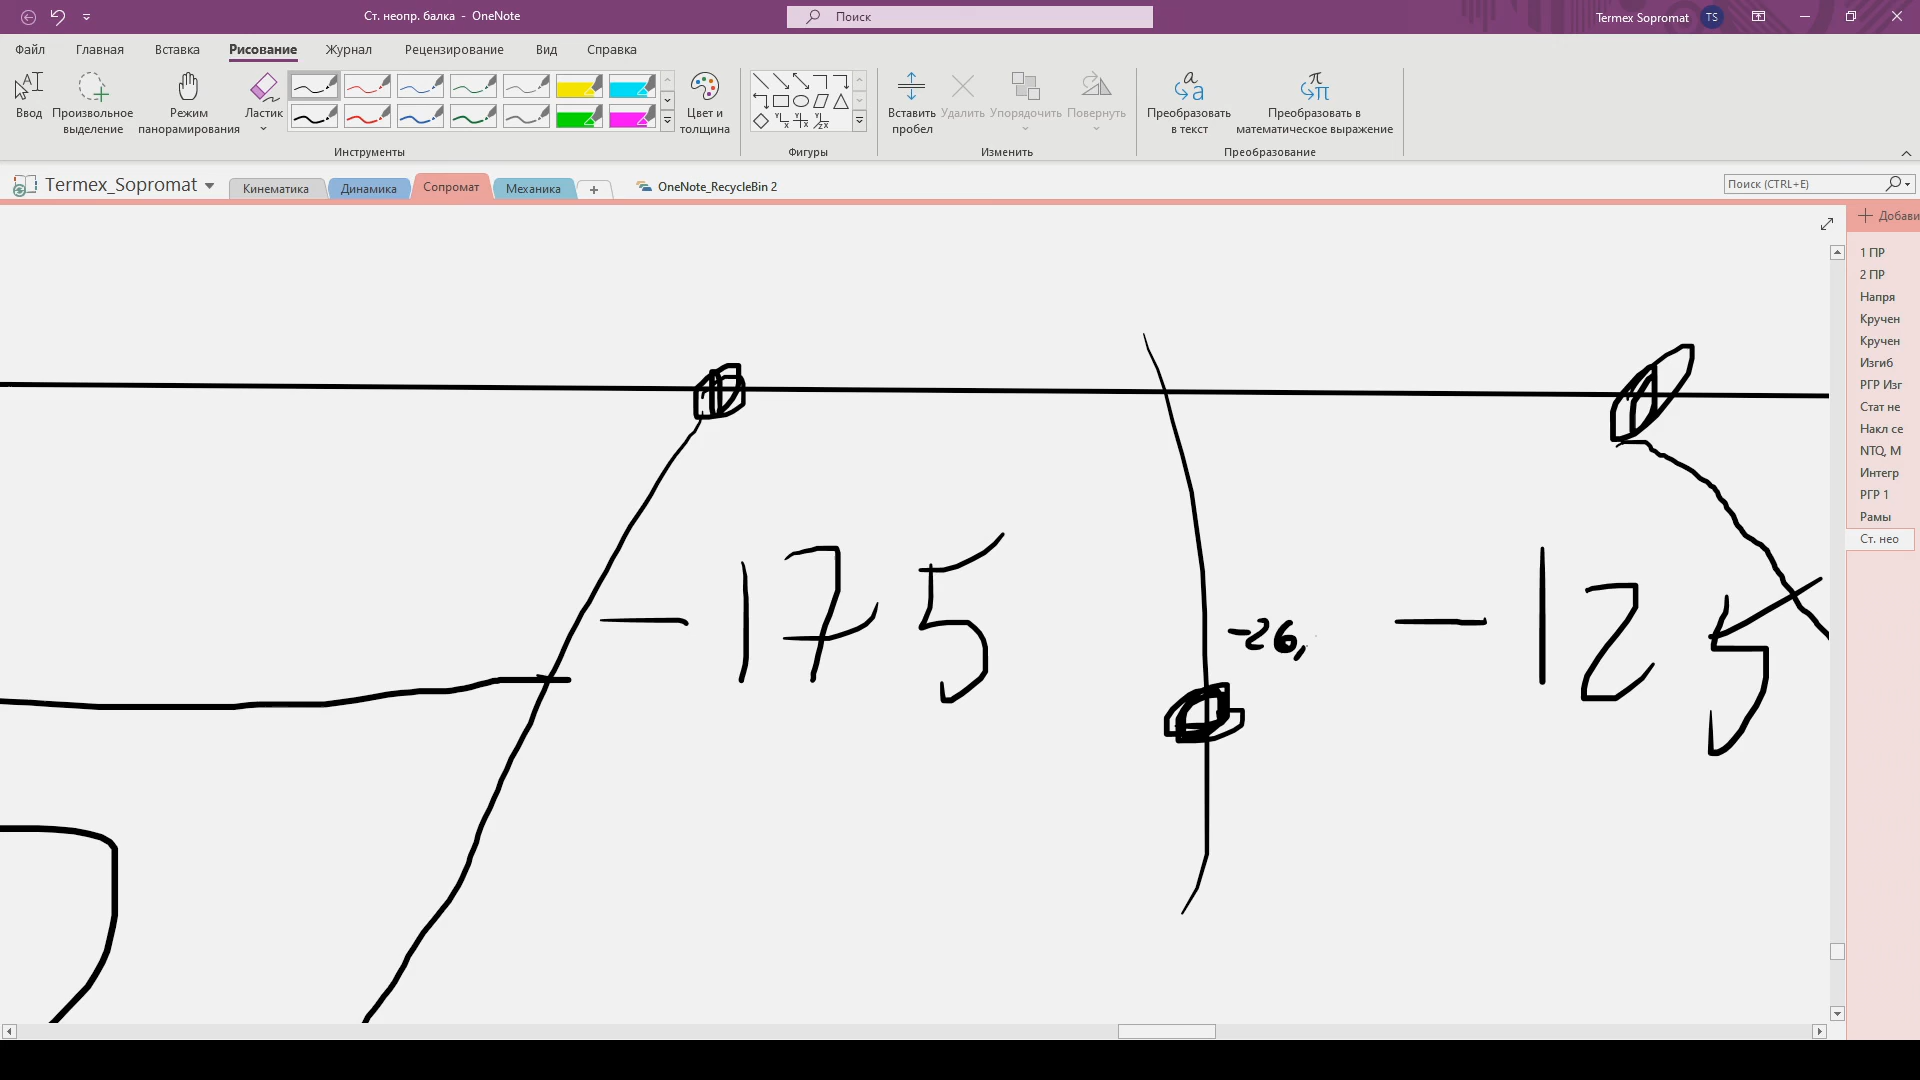 Ст. неопр. балка - OneNote
Поиск
Termex Sopromat
TS
Файл
Главная
Вставка
Рисование
Журнал
Рецензирование
Вид
Справка
Ввод
Произвольное выделение
Режим панорамирования
Ластик
Цвет и толщина
Вставить пробел
Удалить
Упорядочить
Повернуть
Преобразовать в текст
Преобразовать в математическое выражение
Инструменты
Фигуры
Изменить
Преобразование
Termex_Sopromat
Кинематика
Динамика
Сопромат
Механика
OneNote_RecycleBin 2
Поиск (CTRL+E)
Добави
1 ПР
2 ПР
Напря
Кручен
Кручен
Изгиб
РГР Изг
Стат не
Накл се
NTQ, M
Интегр
РГР 1
Рамы
Ст. нео
-175
-26,
-125